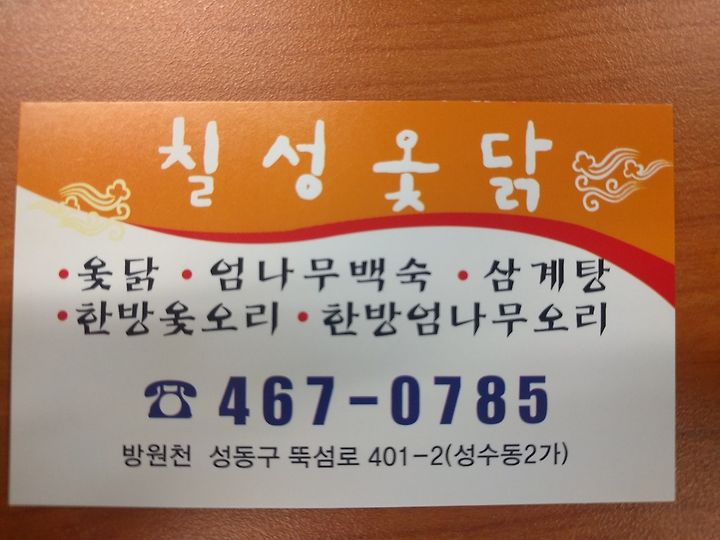 칠성옻닭
•옻닭 •엄나무백숙 •삼계탕
•한방옻오리 •한방엄나무오리
☎467-0785
방원천 성동구 뚝섬로 401-2(성수동2가)